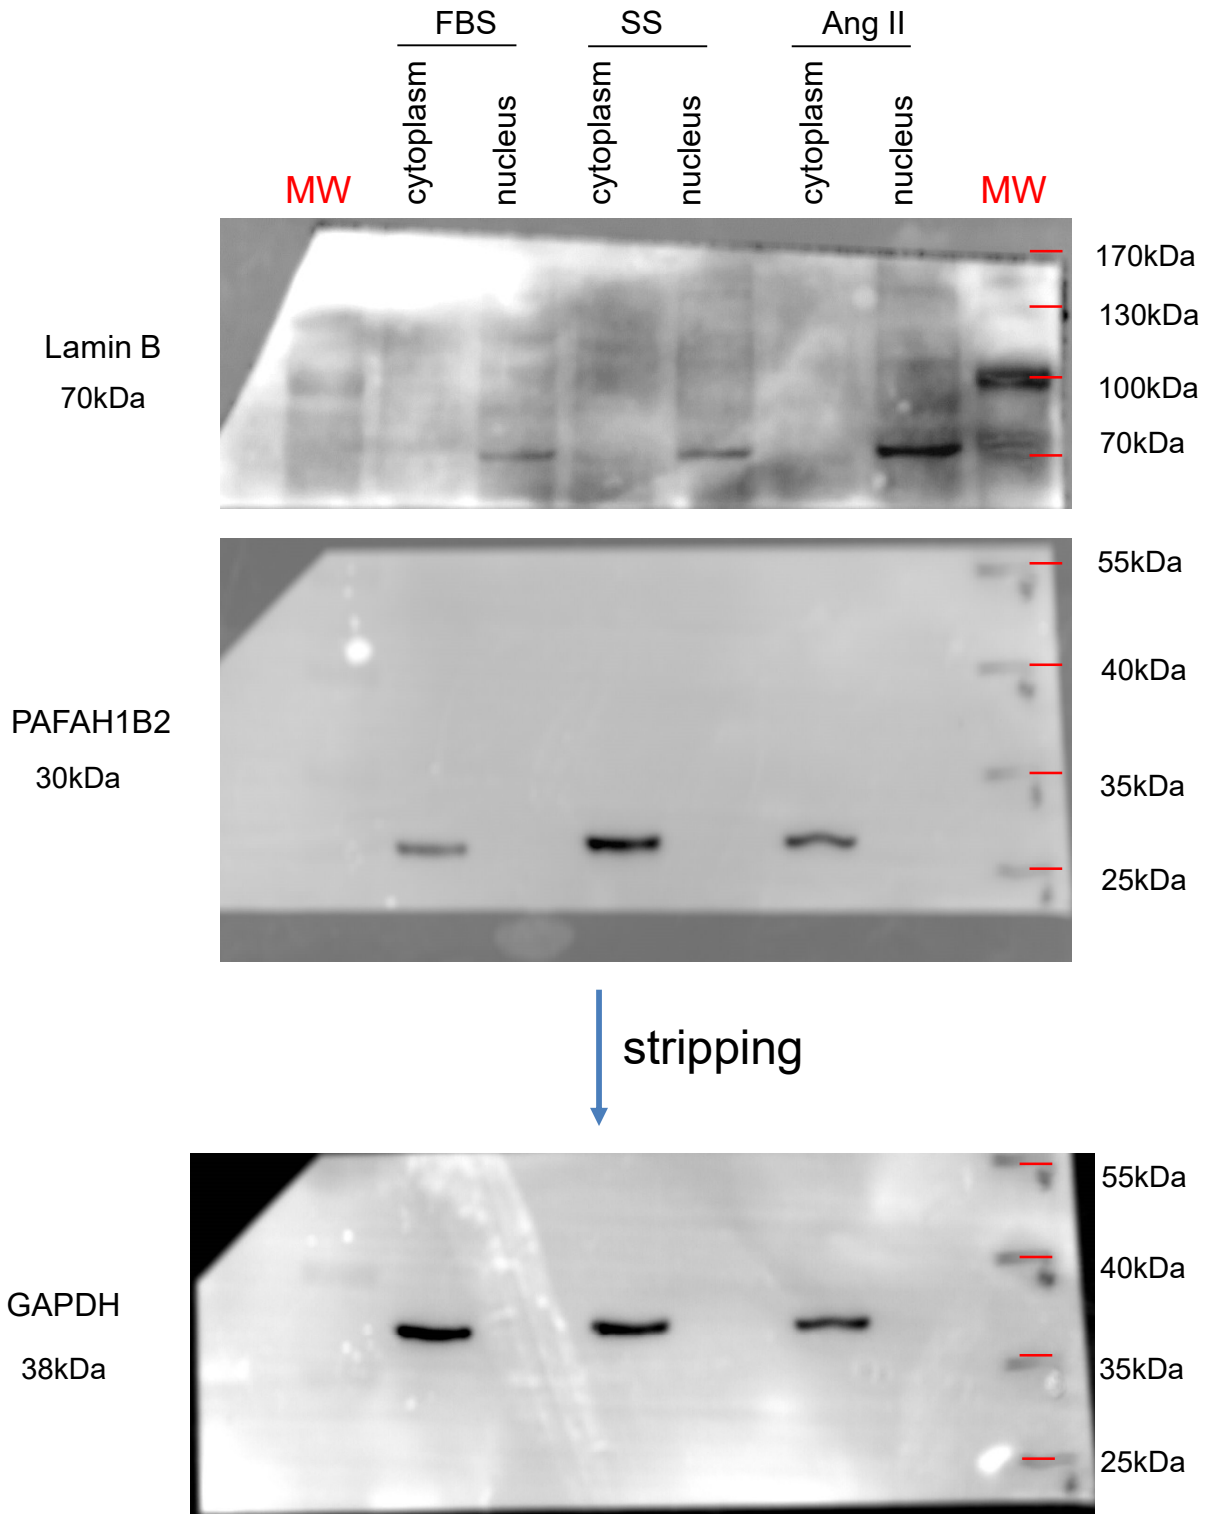 FBS SS Ang II
cytoplasm nucleus cytoplasm nucleus cytoplasm nucleus
MW MW
170kDa
130kDa
Lamin B
100kDa
70kDa
70kDa
55kDa
40kDa
PAFAH1B2
30kDa
35kDa
25kDa
stripping
55kDa
40kDa
GAPDH
38kDa
35kDa
25kDa